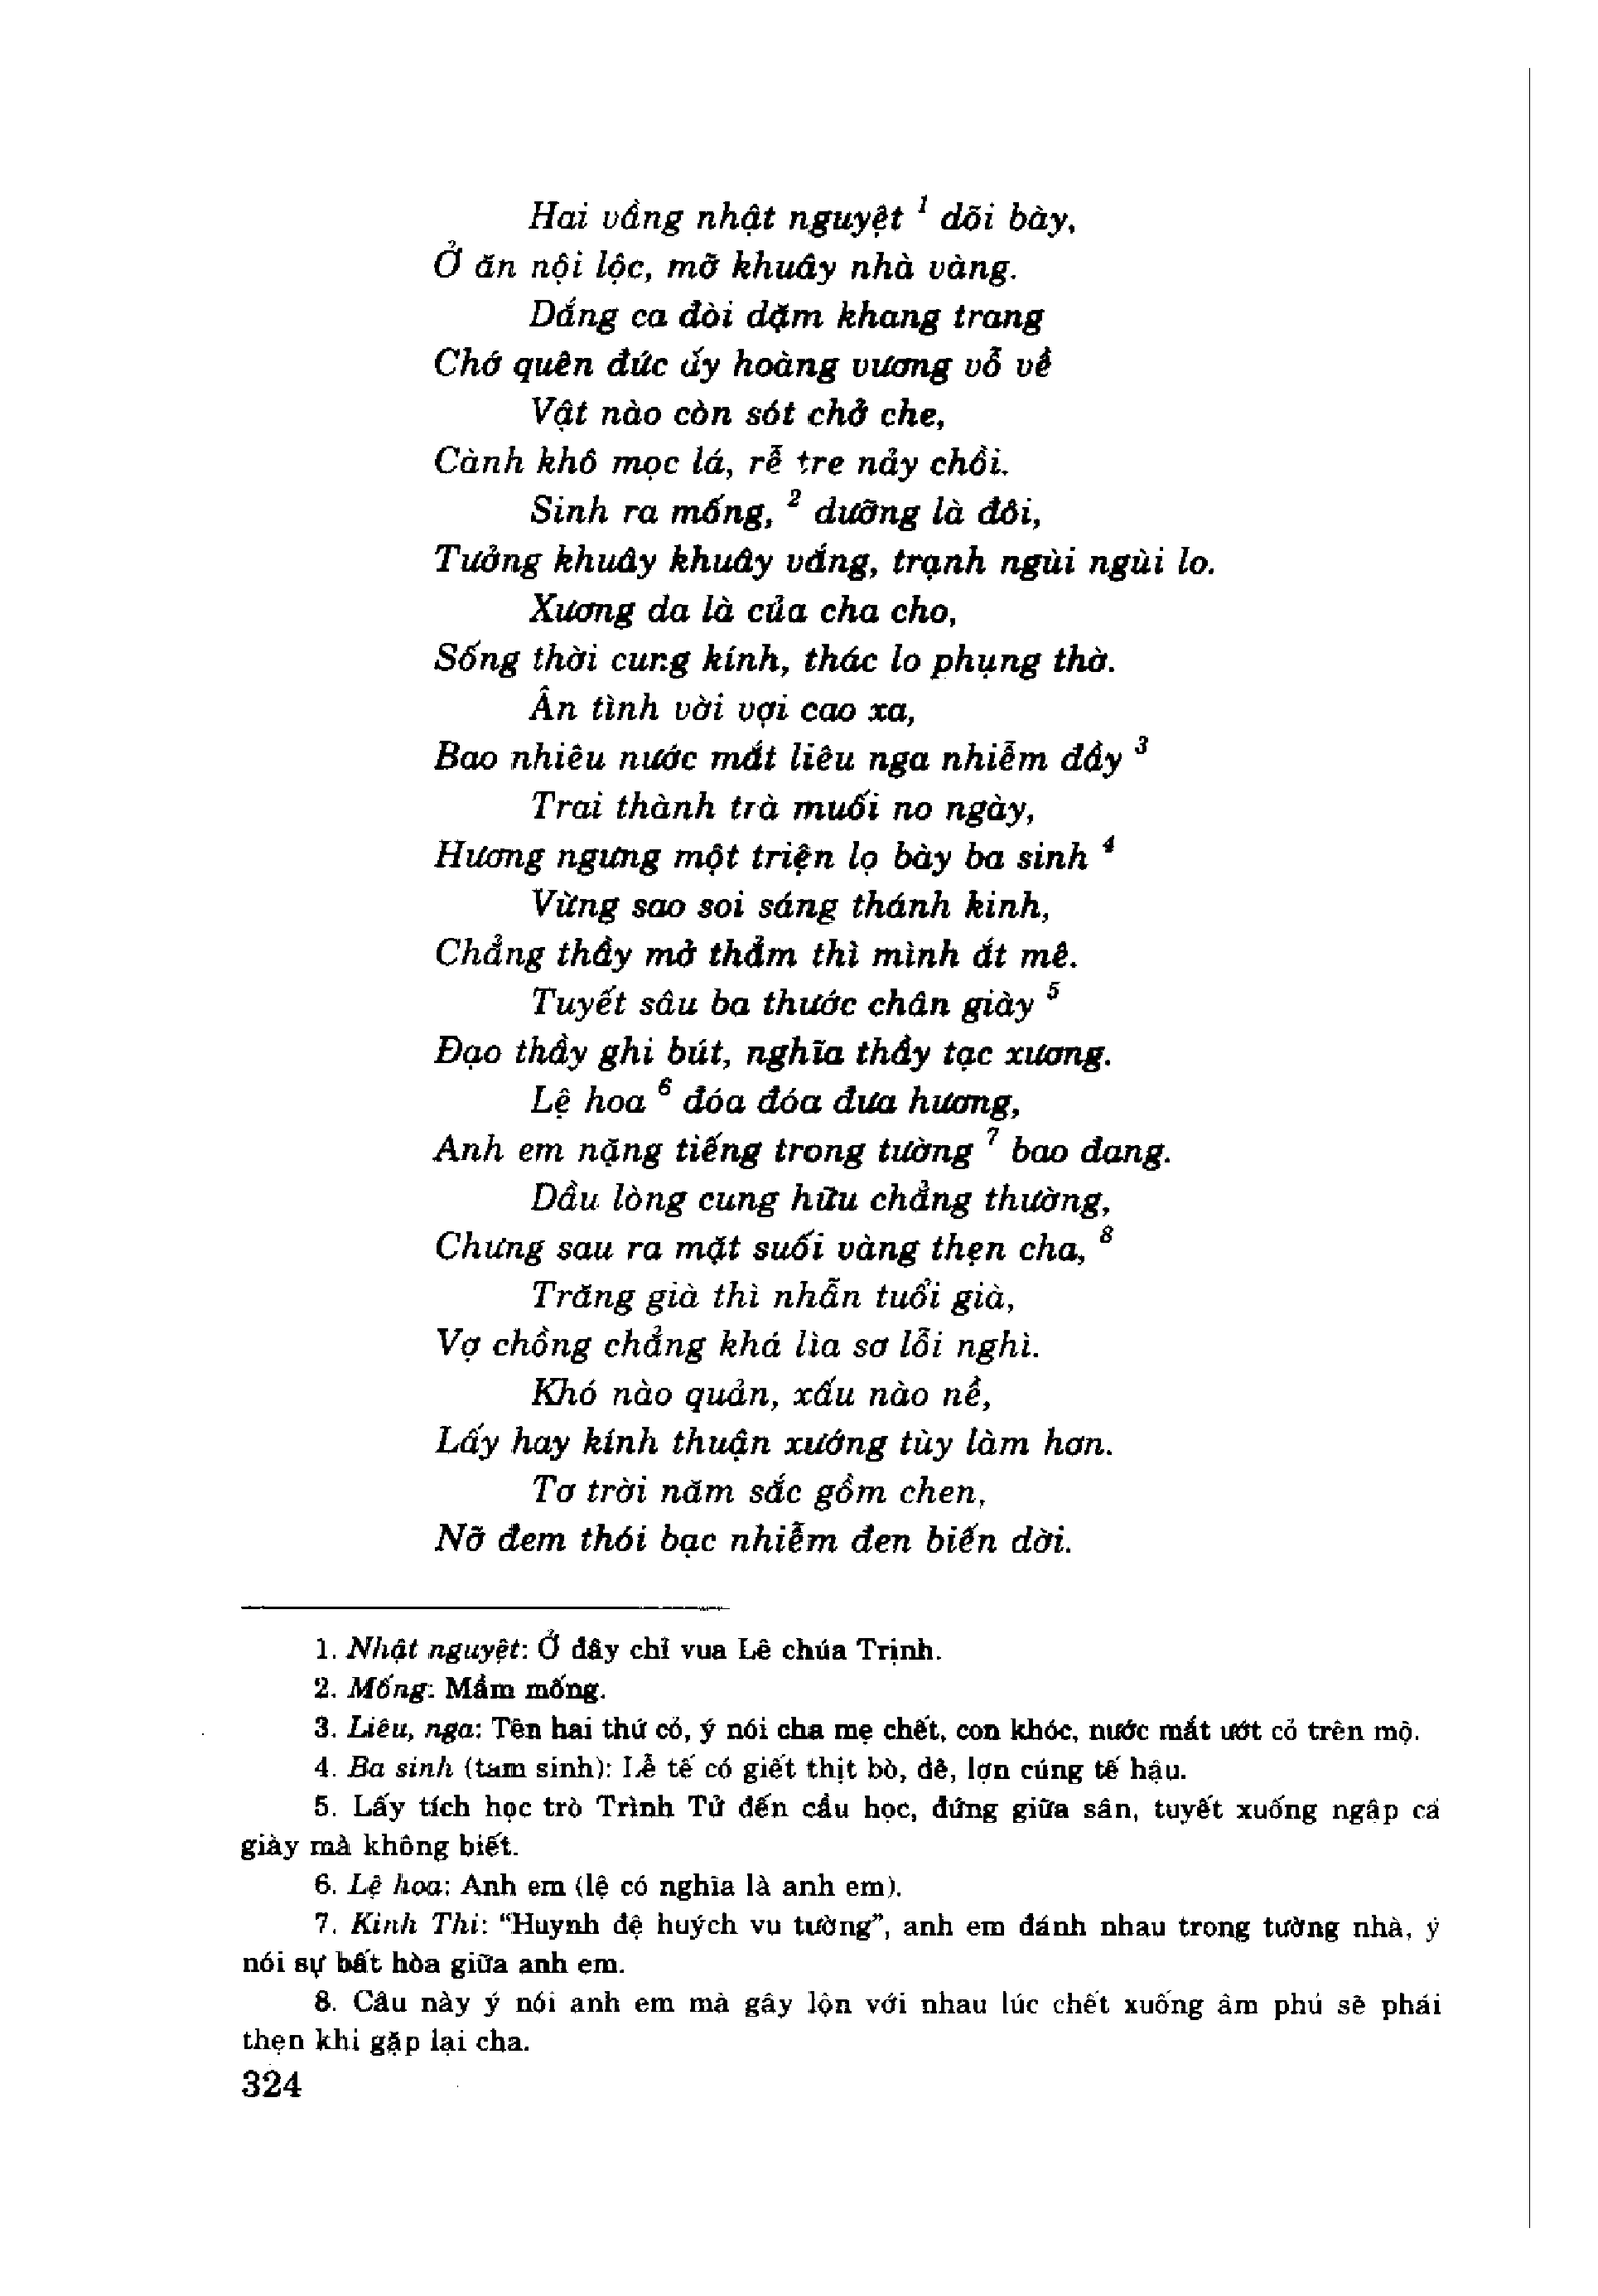 Hai vầng nhật nguyệt 1 dõi bày,
Ở ăn nội lộc, mỡ khuây nhà vàng.
Dắng ca đòi dặm khang trang
Chớ quên đức ấy hoàng vương vỗ về
Vật nào còn sót chở che,
Cành khô mọc lá, rễ tre nảy chồi.
Sinh ra mống, 2 dưỡng là đôi,
Tưởng khuây khuây vắng, trạnh ngùi ngùi lo.
Xương da là của cha cho,
Sống thời cung kính, thác lo phụng thờ.
Ân tình vời vợi cao xa,
Bao nhiêu nước mắt liêu nga nhiễm đầy 3
Trai thành trà muối no ngày,
Hương ngưng một triện lọ bày ba sinh 4
Vừng sao soi sáng thánh kinh,
Chẳng thầy mở thẳm thì mình ắt mê.
Tuyết sâu ba thước chân giày 5
Đạo thầy ghi bút, nghĩa thầy tạc xương.
Lệ hoa 6 đóa đóa đưa hương,
Anh em nặng tiếng trong tường 7 bao đang.
Dầu lòng cung hữu chẳng thường,
Chưng sau ra mặt suối vàng thẹn cha, 8
Trăng già thì nhẫn tuổi già,
Vợ chồng chẳng khá lìa sơ lỗi nghì.
Khó nào quản, xấu nào nề,
Lấy hay kính thuận xướng tùy làm hơn.
Tơ trời năm sắc gồm chen,
Nỡ đem thói bạc nhiễm đen biến dời.
1. Nhật nguyệt: Ở đây chỉ vua Lê chúa Trịnh.
2. Mống: Mầm mống.
3. Liêu, nga: Tên hai thứ cỏ, ý nói cha mẹ chết, con khóc, nước mắt ướt cỏ trên mộ.
4. Ba sinh (tam sinh): Lễ tế có giết thịt bò, dê, lợn cúng tế hậu.
5. Lấy tích học trò Trình Tử đến cầu học, đứng giữa sân, tuyết xuống ngập cả
giày mà không biết.
6. Lệ hoa: Anh em (lệ có nghĩa là anh em).
7. Kinh Thi: “Huynh đệ huých vu tường”, anh em đánh nhau trong tường nhà, ý
nói sự bất hòa giữa anh em.
8. Câu này ý nói anh em mà gây lộn với nhau lúc chết xuống âm phủ sẽ phải
thẹn khi gặp lại cha.
324